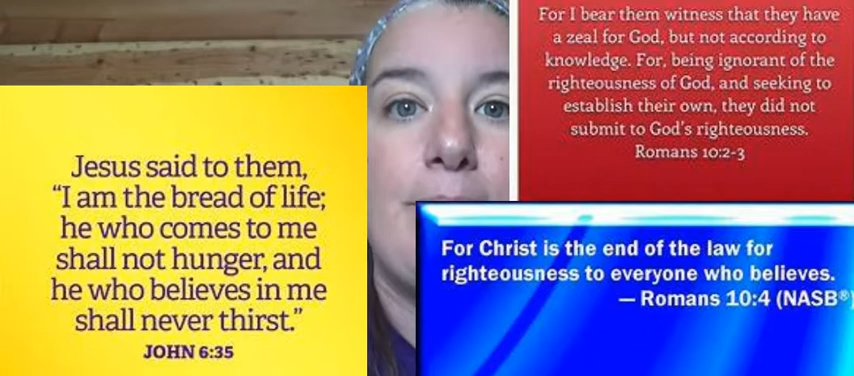 Jesus said to them,
“I am the bread of life;
he who comes to me
shall not hunger, and
he who believes in me
shall never thirst.”
JOHN 6:35
For I bear them witness that they have
a zeal for God, but not according to
knowledge. For, being ignorant of the
righteousness of God, and seeking to
establish their own, they did not
submit to God’s righteousness.
Romans 10:2-3
For Christ is the end of the law for
righteousness to everyone who believes.
— Romans 10:4 (NASB®)